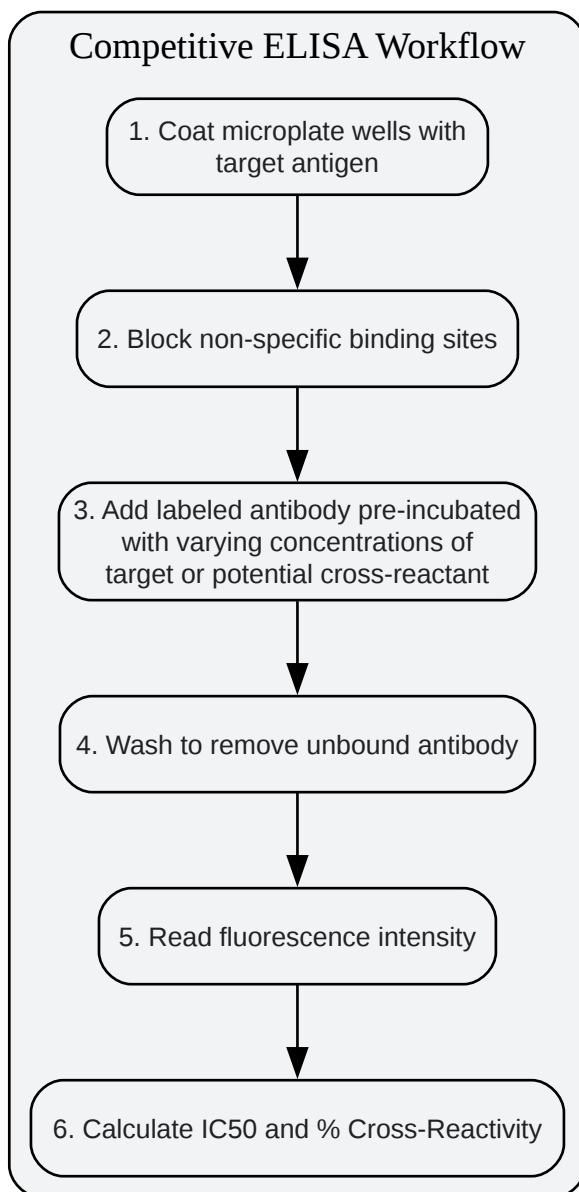 Competitive ELISA Workflow
1. Coat microplate wells with
target antigen
2. Block non-specific binding sites
3. Add labeled antibody pre-incubated
with varying concentrations of
target or potential cross-reactant
4. Wash to remove unbound antibody
5. Read fluorescence intensity
6. Calculate IC50 and % Cross-Reactivity